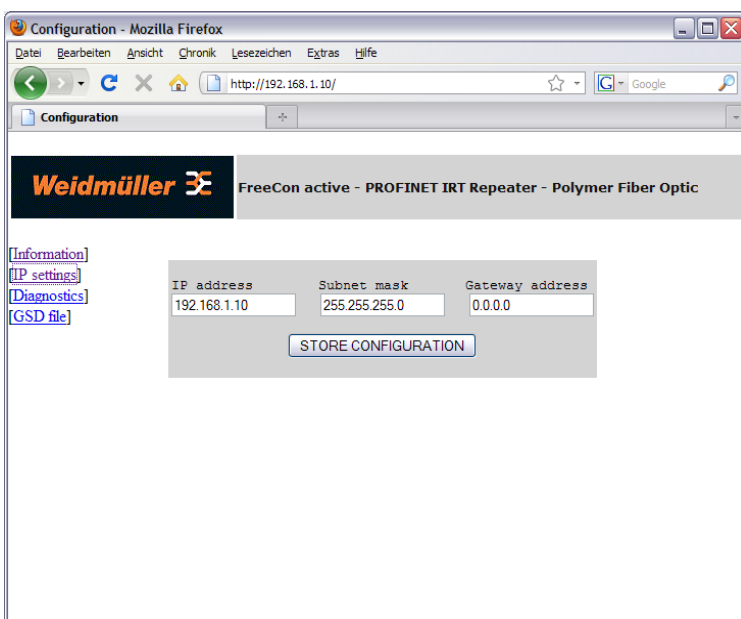 Configuration - Mozilla Firefox
Datei Bearbeiten Ansicht Chronik Lesezeichen Extras Hilfe
http://192.168.1.10/ G Google
Configuration
Weidmüller FreeCon active - PROFINET IRT Repeater - Polymer Fiber Optic
[Information]
[IP settings]
[Diagnostics]
[GSD file]
IP address Subnet mask Gateway address
192.168.1.10 255.255.255.0 0.0.0.0
STORE CONFIGURATION